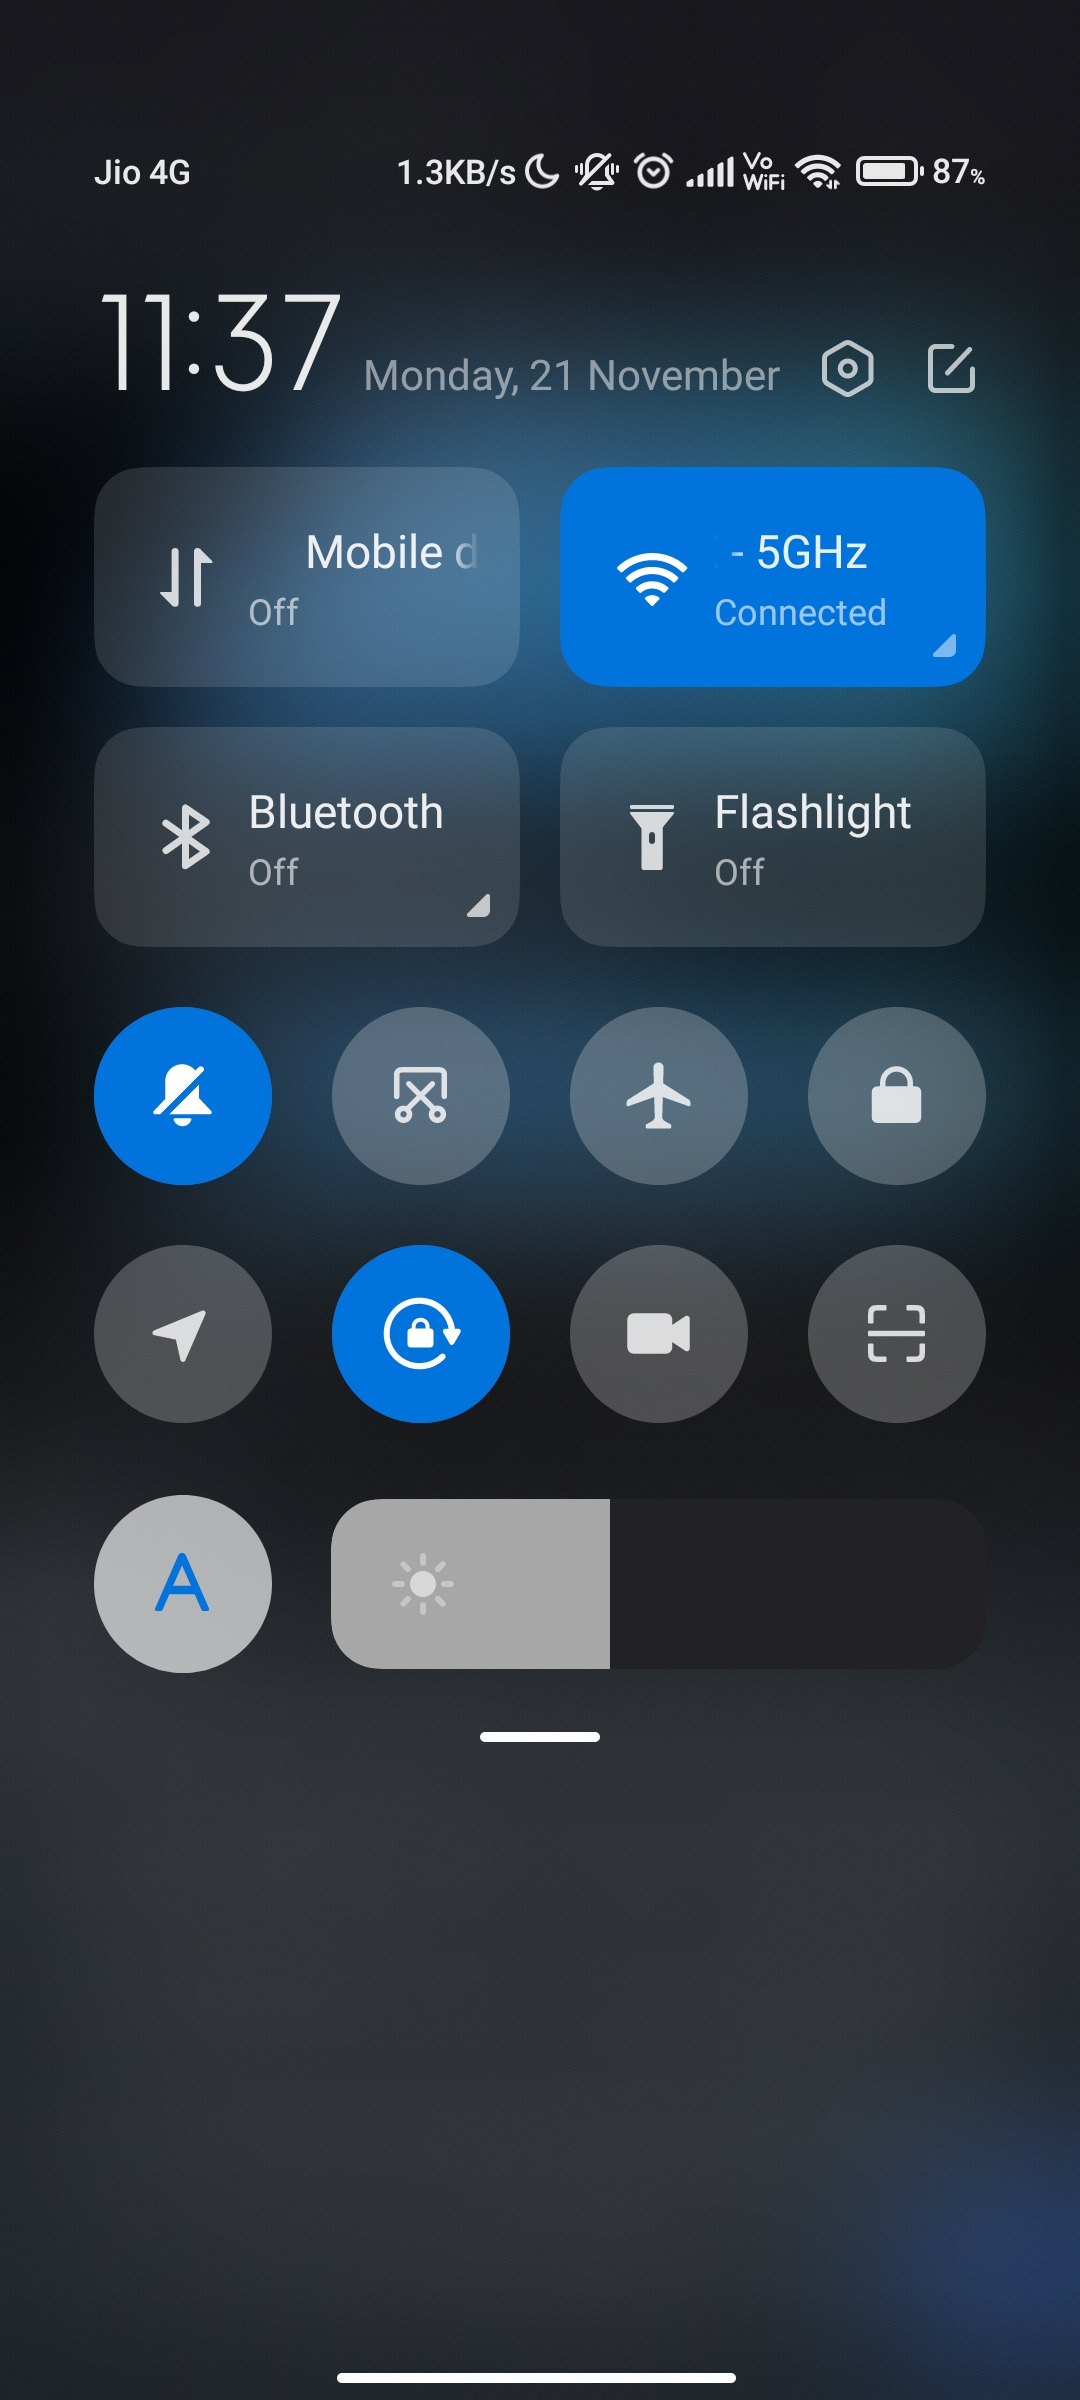 Jio 4G 1.3KB/s Vo WiFi 87%
11:37 Monday, 21 November
Mobile d
Off
- 5GHz
Connected
Bluetooth
Off
Flashlight
Off
A